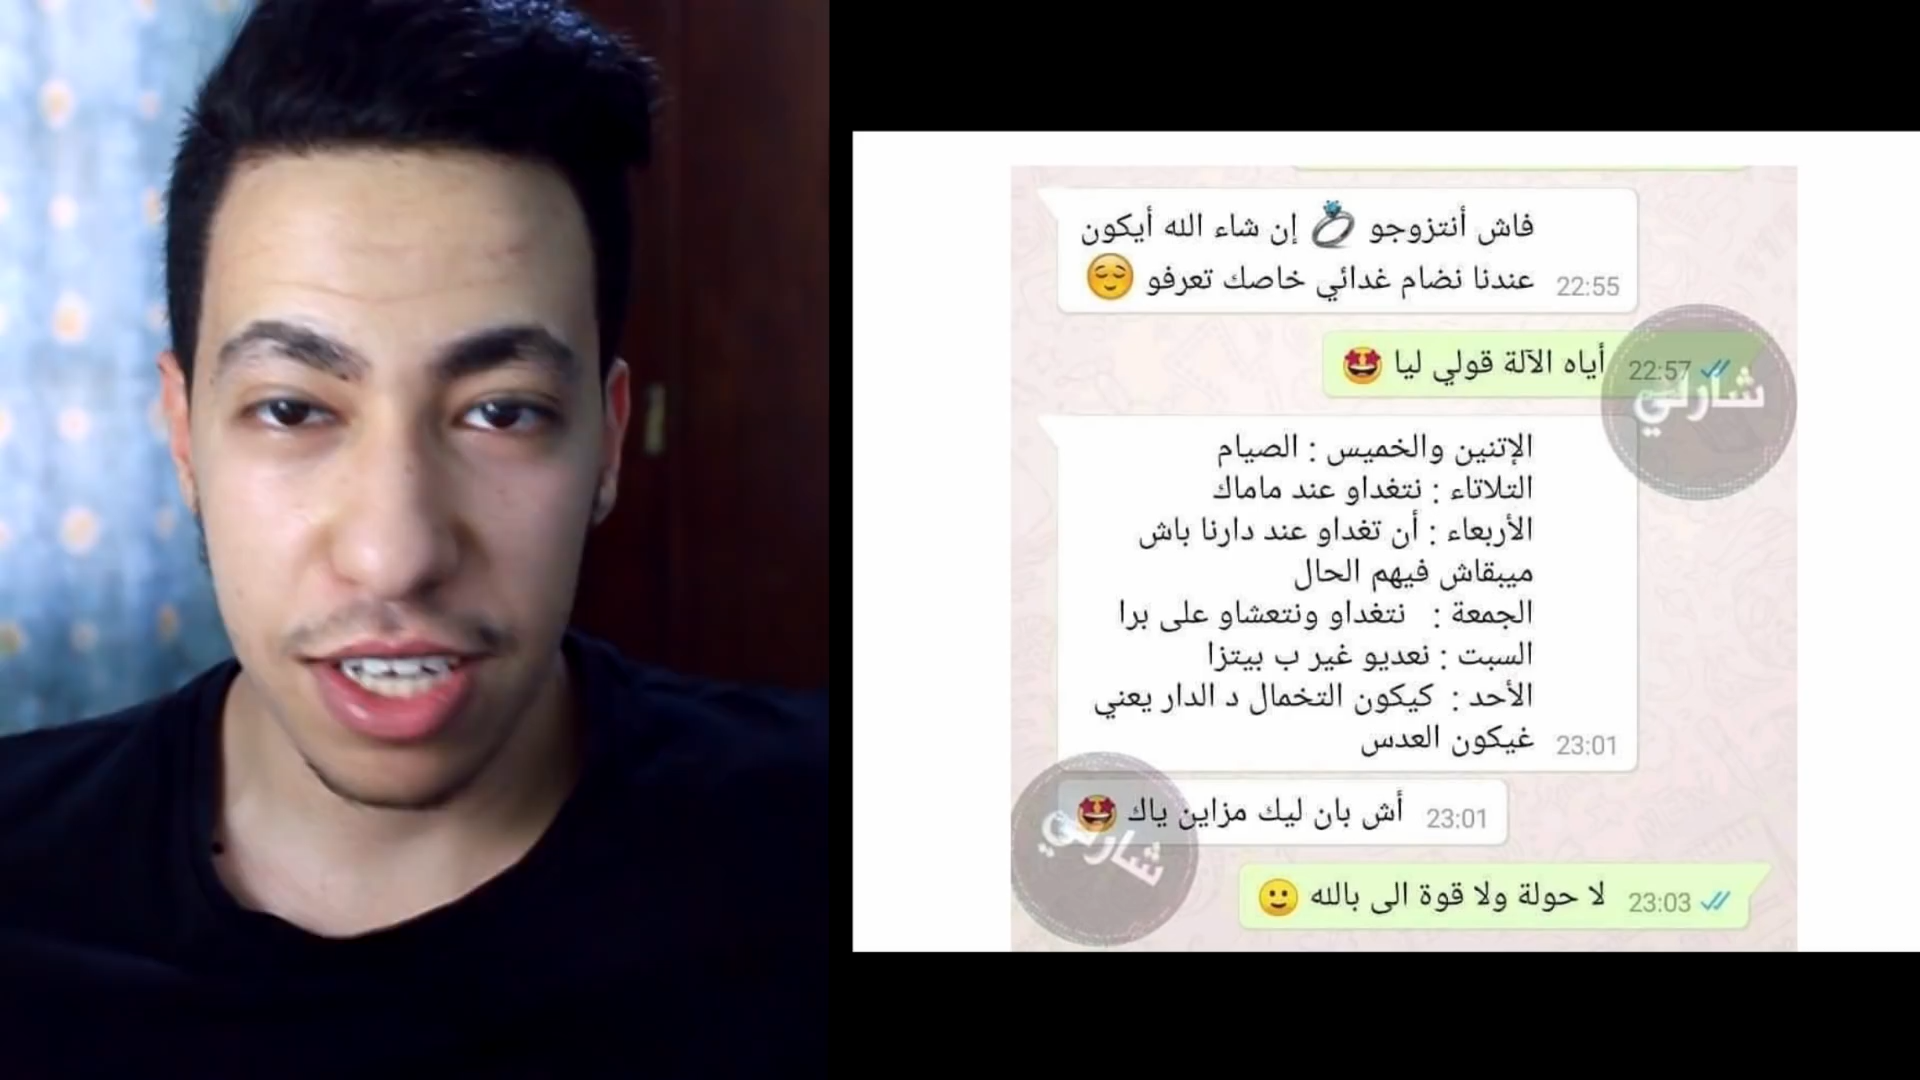 فاش أنتزوجو 💍 إن شاء الله أيكون
عندنا نضام غدائي خاصك تعرفو 😌 22:55
أياه الآلة قولي ليا 🤩 22:57
شارلي
الإتنين والخميس : الصيام
التلاتاء : نتغداو عند ماماك
الأربعاء : أن تغداو عند دارنا باش
ميبقاش فيهم الحال
الجمعة : نتغداو ونتعشاو على برا
السبت : نعديو غير ب بيتزا
الأحد : كيكون التخمال د الدار يعني
غيكون العدس 23:01
أش بان ليك مزاين ياك 🤩 23:01
شارلي
لا حولة ولا قوة الى بالله 🙂 23:03